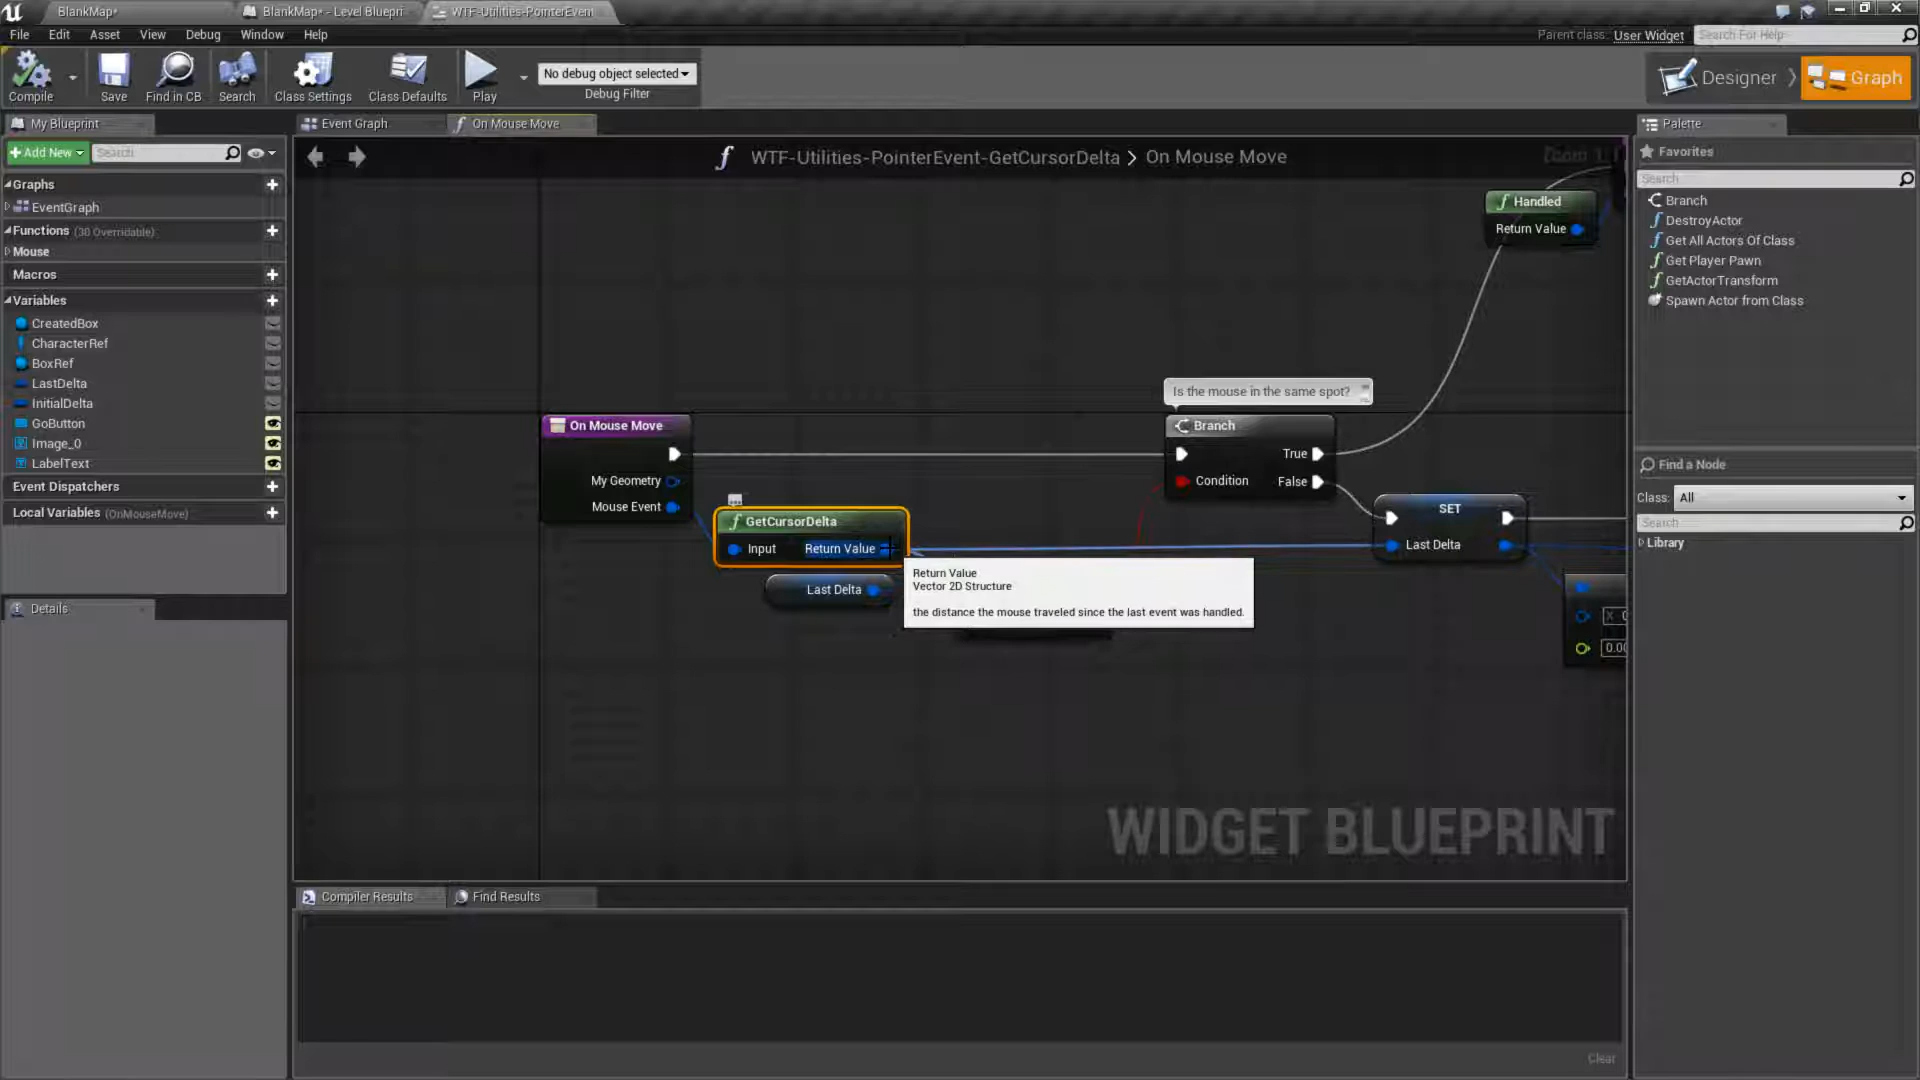 BlankMap*
BlankMap* - Level Bluepri
WTF-Utilities-PointerEvent
File
Edit
Asset
View
Debug
Window
Help
Parent class:
User Widget
Search For Help
Compile
Save
Find in CB
Search
Class Settings
Class Defaults
Play
No debug object selected
Debug Filter
Designer
Graph
My Blueprint
Event Graph
On Mouse Move
Palette
Add New
Search
WTF-Utilities-PointerEvent-GetCursorDelta > On Mouse Move
Favorites
Search
Graphs
EventGraph
Functions (30 Overridable)
Mouse
Macros
Variables
CreatedBox
CharacterRef
BoxRef
LastDelta
InitialDelta
GoButton
Image_0
LabelText
Event Dispatchers
Local Variables (OnMouseMove)
Details
Branch
DestroyActor
Get All Actors Of Class
Get Player Pawn
GetActorTransform
Spawn Actor from Class
Find a Node
Class: All
Search
Library
Handled
Return Value
Is the mouse in the same spot?
On Mouse Move
My Geometry
Mouse Event
Branch
True
Condition
False
GetCursorDelta
Input
Return Value
Last Delta
SET
Last Delta
X
0.00
Return Value
Vector 2D Structure
the distance the mouse traveled since the last event was handled.
WIDGET BLUEPRINT
Compiler Results
Find Results
Clear